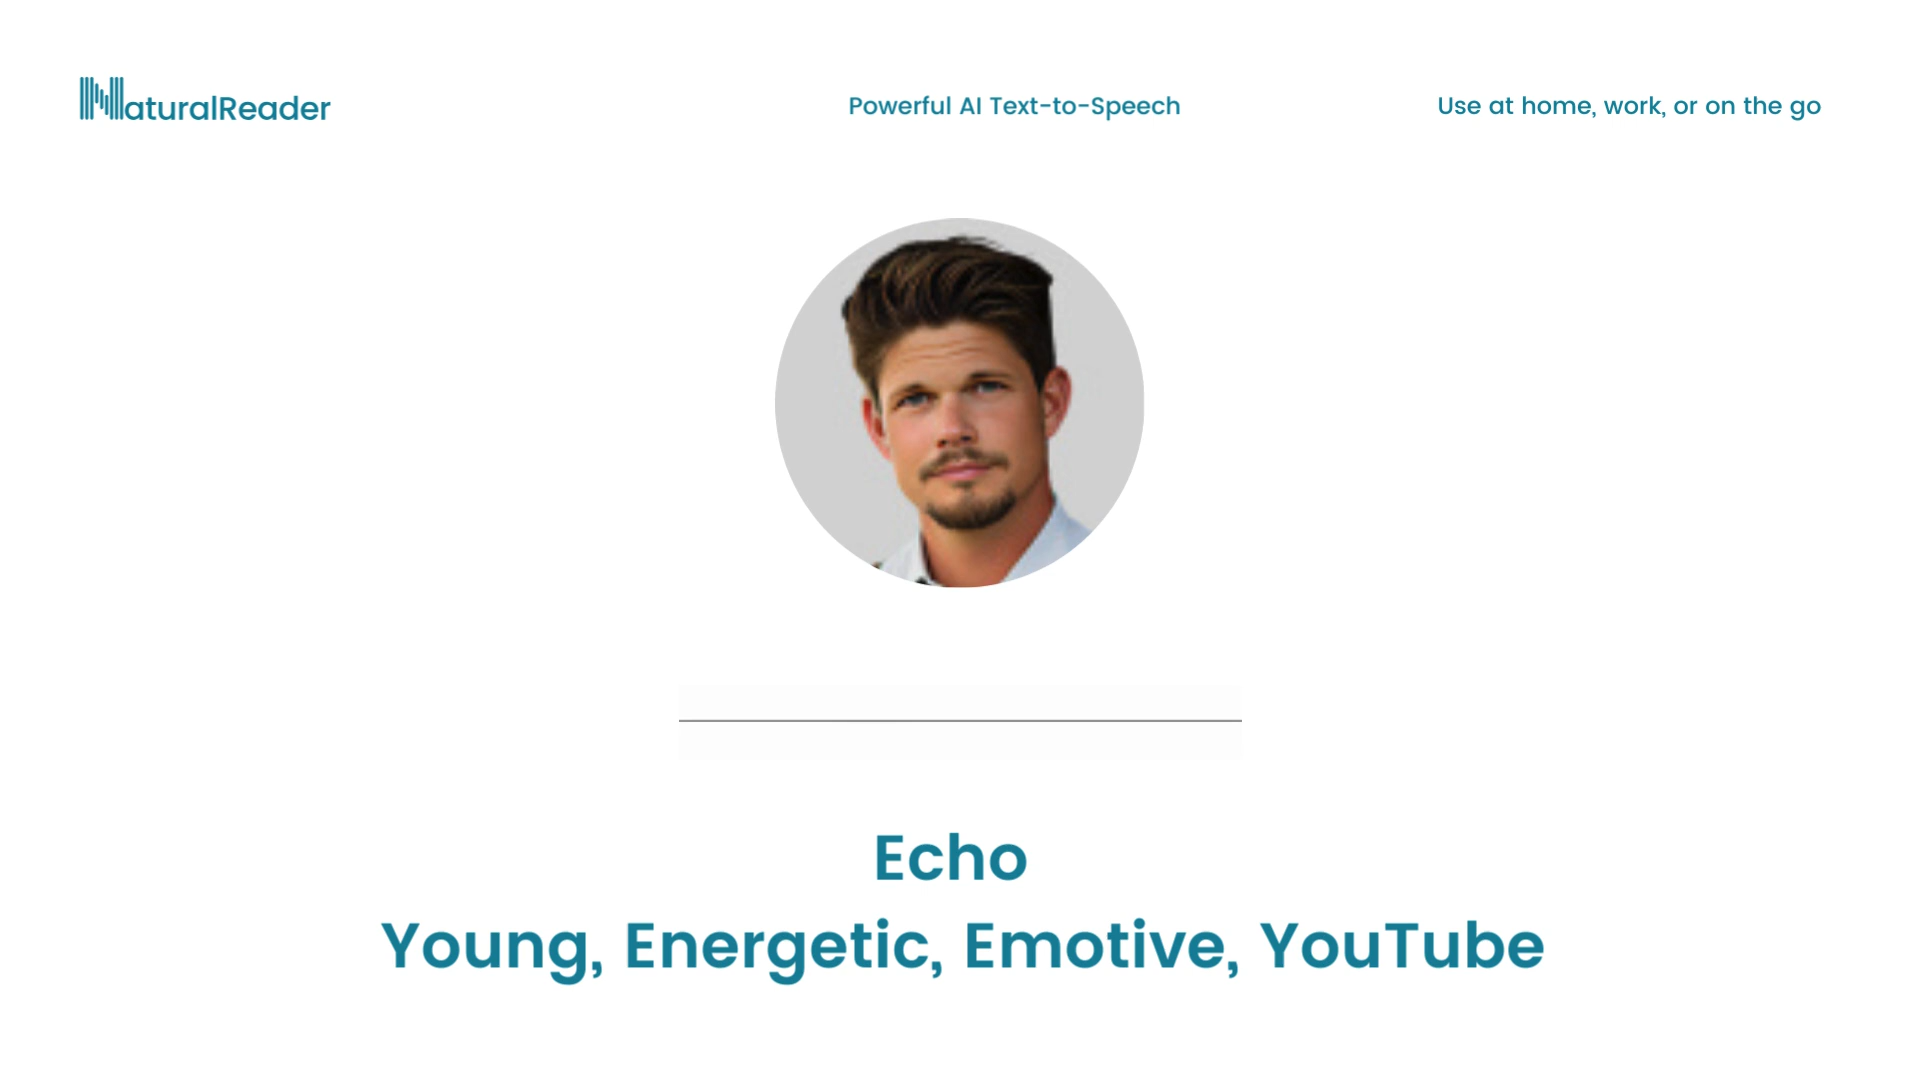 NaturalReader
Powerful AI Text-to-Speech
Use at home, work, or on the go
Echo
Young, Energetic, Emotive, YouTube